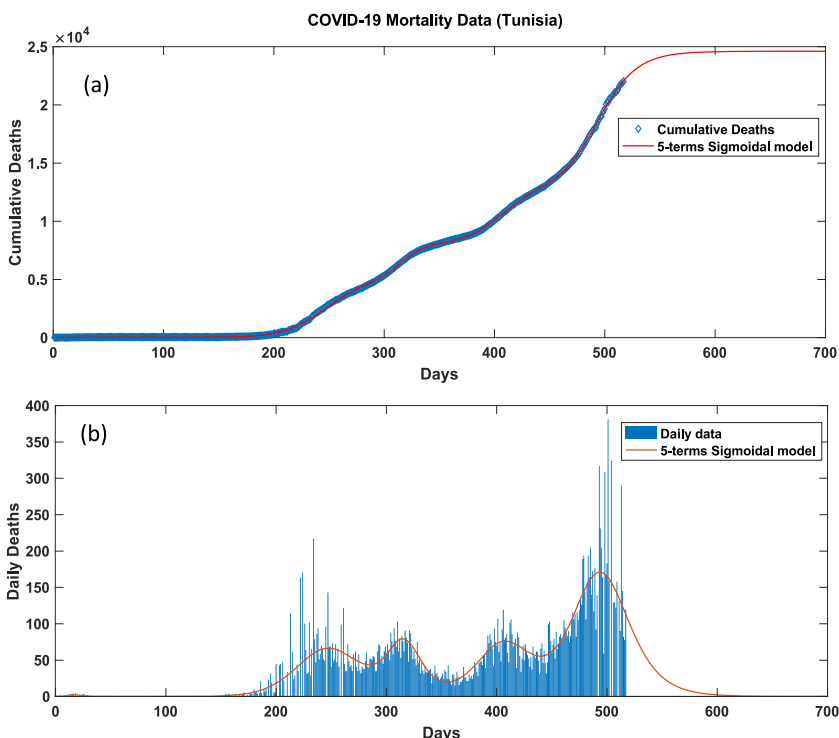 COVID-19 Mortality Data (Tunisia)
×10⁴
(a)
2.5
2
1.5
1
0.5
0
Cumulative Deaths
Cumulative Deaths
5-terms Sigmoidal model
0 100 200 300 400 500 600 700
Days
(b)
400
350
300
250
200
150
100
50
0
Daily Deaths
Daily data
5-terms Sigmoidal model
0 100 200 300 400 500 600 700
Days